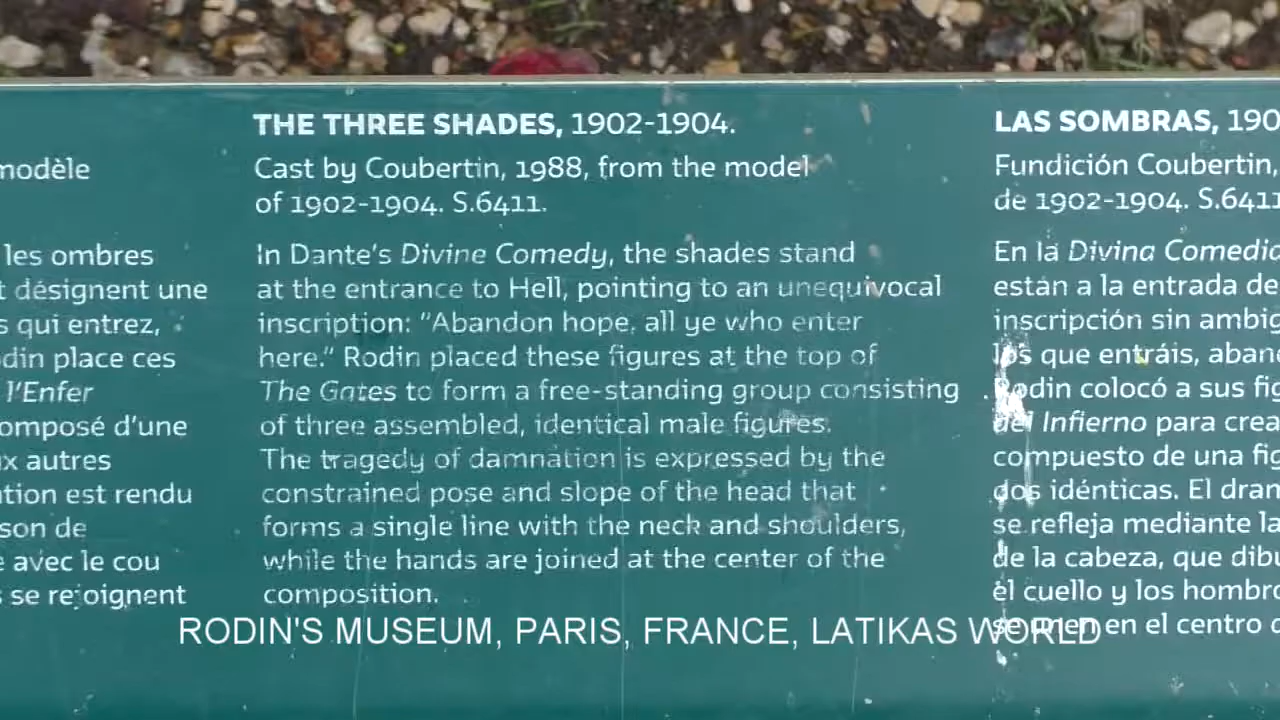 modèle
les ombres
t désignent une
s qui entrez,
din place ces
l'Enfer
omposé d'une
x autres
tion est rendu
son de
avec le cou
s se rejoignent
THE THREE SHADES, 1902-1904.
Cast by Coubertin, 1988, from the model
of 1902-1904. S.6411.
In Dante's Divine Comedy, the shades stand
at the entrance to Hell, pointing to an unequivocal
inscription: "Abandon hope, all ye who enter
here." Rodin placed these figures at the top of
The Gates to form a free-standing group consisting
of three assembled, identical male figures.
The tragedy of damnation is expressed by the
constrained pose and slope of the head that
forms a single line with the neck and shoulders,
while the hands are joined at the center of the
composition.
LAS SOMBRAS, 190
Fundición Coubertin,
de 1902-1904. S.6411
En la Divina Comedia
están a la entrada de
inscripción sin ambig
los que entráis, aban
Rodin colocó a sus fig
del Infierno para crea
compuesto de una fig
dos idénticas. El dram
se refleja mediante la
de la cabeza, que dibu
el cuello y los hombro
se unen en el centro d
RODIN'S MUSEUM, PARIS, FRANCE, LATIKAS WORLD